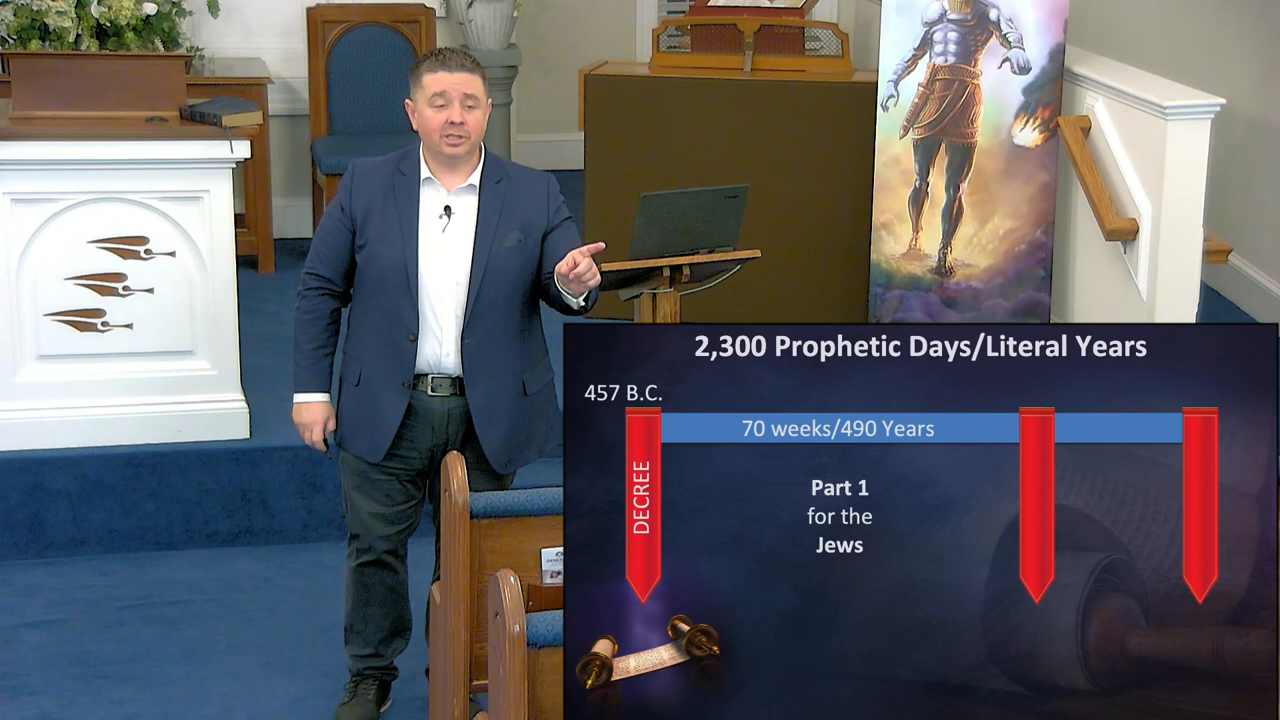 2,300 Prophetic Days/Literal Years
457 B.C.
70 weeks/490 Years
DECREE
Part 1
for the
Jews